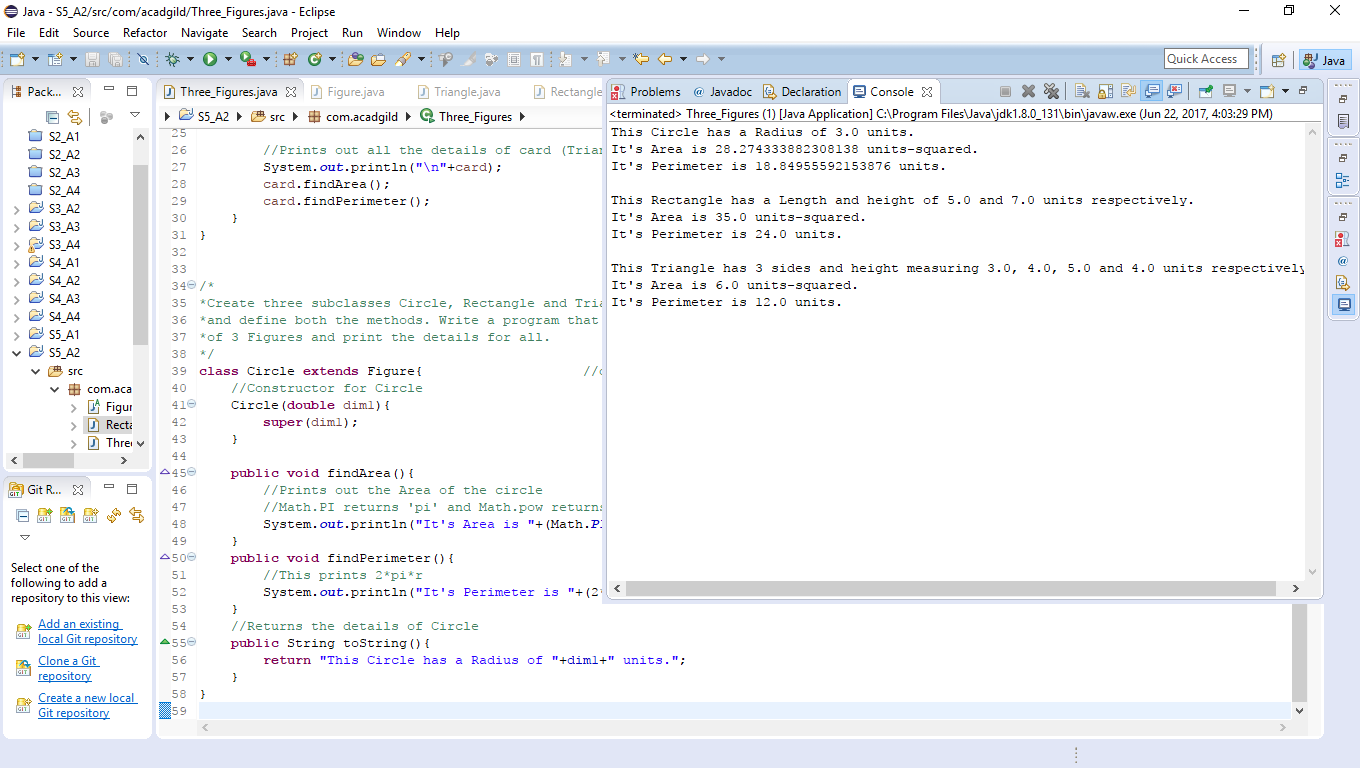 Java - S5_A2/src/com/acadgild/Three_Figures.java - Eclipse
File Edit Source Refactor Navigate Search Project Run Window Help
Quick Access Java
Pack...
S2_A1
S2_A2
S2_A3
S2_A4
S3_A2
S3_A3
S3_A4
S4_A1
S4_A2
S4_A3
S4_A4
S5_A1
S5_A2
src
com.aca
Figur
Recta
Three
Git R...
Select one of the
following to add a
repository to this view:
Add an existing
local Git repository
Clone a Git
repository
Create a new local
Git repository
Three_Figures.java Figure.java Triangle.java Rectangle
S5_A2 src com.acadgild Three_Figures
25
26 //Prints out all the details of card (Trian
27 System.out.println("\n"+card);
28 card.findArea();
29 card.findPerimeter();
30 }
31 }
32
33
34 /*
35 *Create three subclasses Circle, Rectangle and Tria
36 *and define both the methods. Write a program that
37 *of 3 Figures and print the details for all.
38 */
39 class Circle extends Figure{ //
40 //Constructor for Circle
41 Circle(double dim1){
42 super(dim1);
43 }
44
45 public void findArea(){
46 //Prints out the Area of the circle
47 //Math.PI returns 'pi' and Math.pow returns
48 System.out.println("It's Area is "+(Math.PI
49 }
50 public void findPerimeter(){
51 //This prints 2*pi*r
52 System.out.println("It's Perimeter is "+(2*
53 }
54 //Returns the details of Circle
55 public String toString(){
56 return "This Circle has a Radius of "+dim1+" units.";
57 }
58 }
59
Problems Javadoc Declaration Console
<terminated> Three_Figures (1) [Java Application] C:\Program Files\Java\jdk1.8.0_131\bin\javaw.exe (Jun 22, 2017, 4:03:29 PM)
This Circle has a Radius of 3.0 units.
It's Area is 28.274333882308138 units-squared.
It's Perimeter is 18.84955592153876 units.
This Rectangle has a Length and height of 5.0 and 7.0 units respectively.
It's Area is 35.0 units-squared.
It's Perimeter is 24.0 units.
This Triangle has 3 sides and height measuring 3.0, 4.0, 5.0 and 4.0 units respectively
It's Area is 6.0 units-squared.
It's Perimeter is 12.0 units.